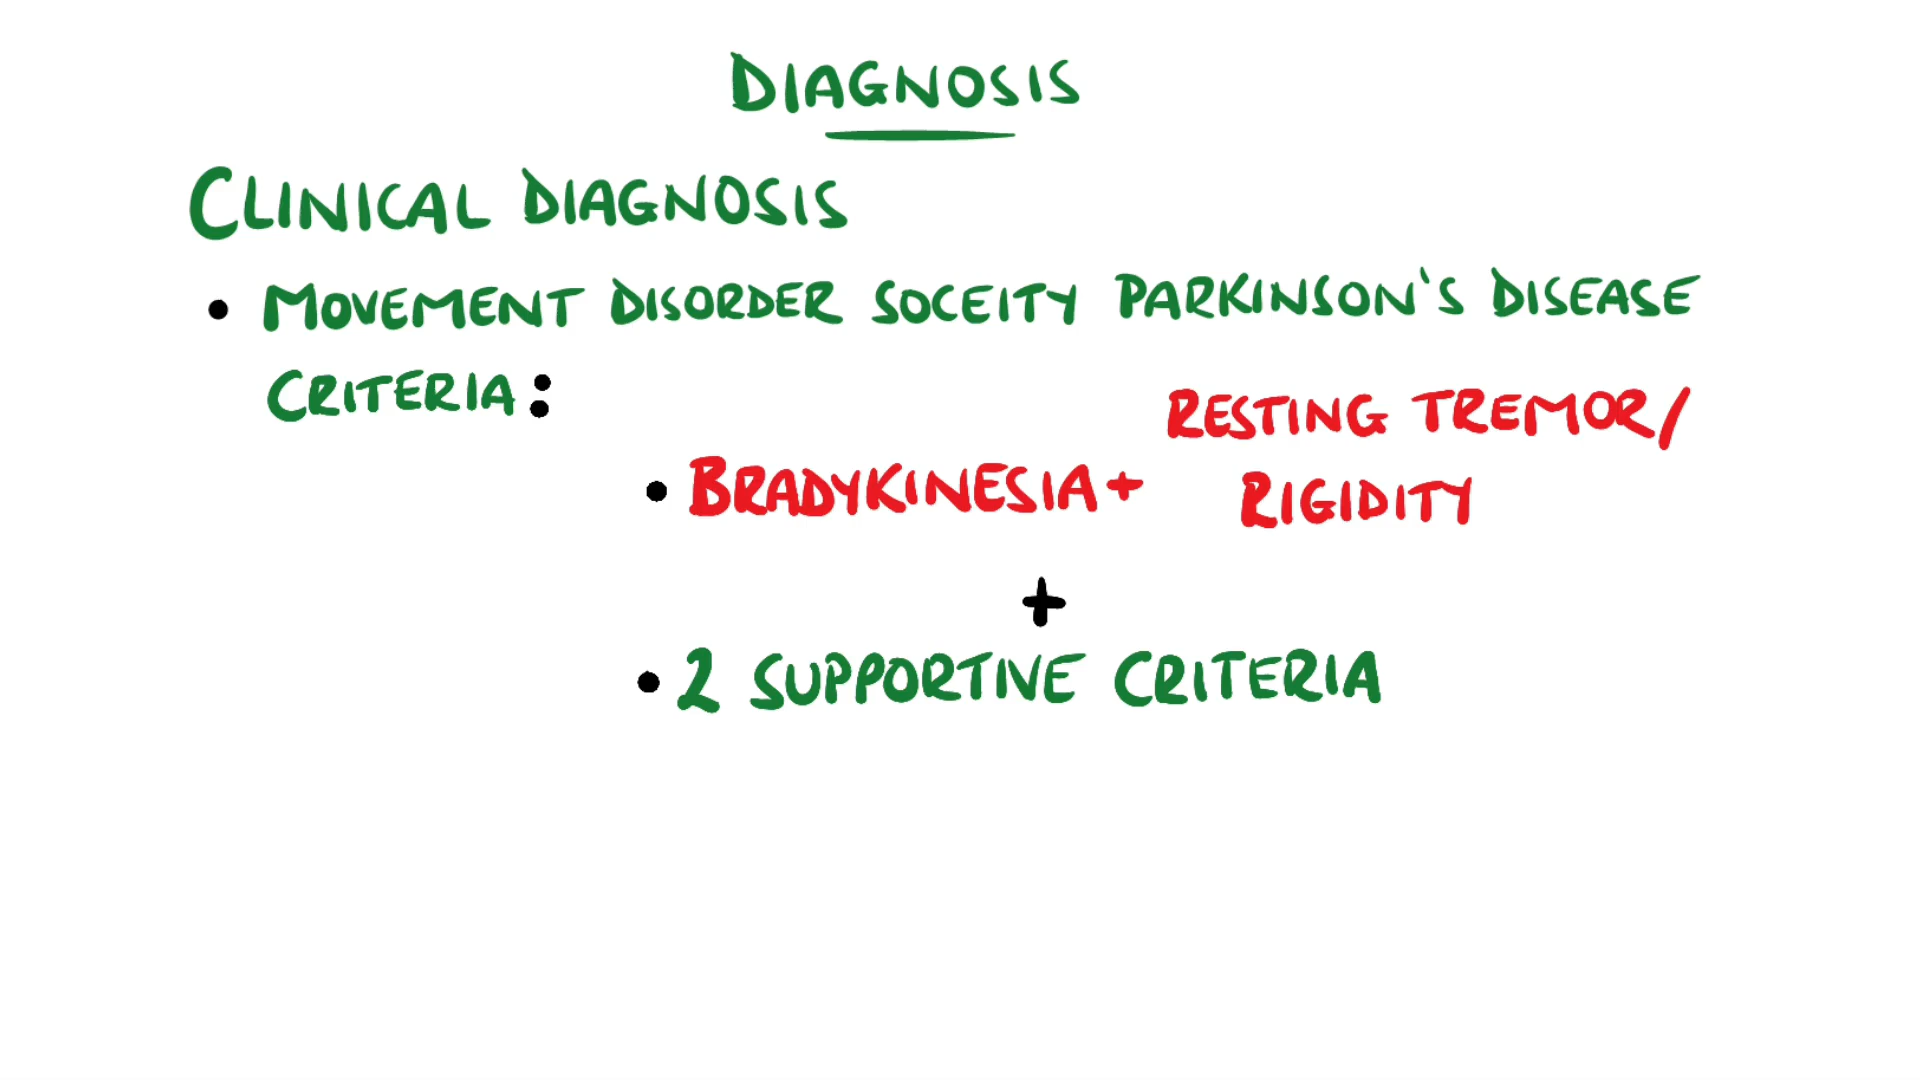 DIAGNOSIS
CLINICAL DIAGNOSIS
• MOVEMENT DISORDER SOCEITY PARKINSON'S DISEASE
CRITERIA:
RESTING TREMOR/
• BRADYKINESIA+ RIGIDITY
+
• 2 SUPPORTIVE CRITERIA